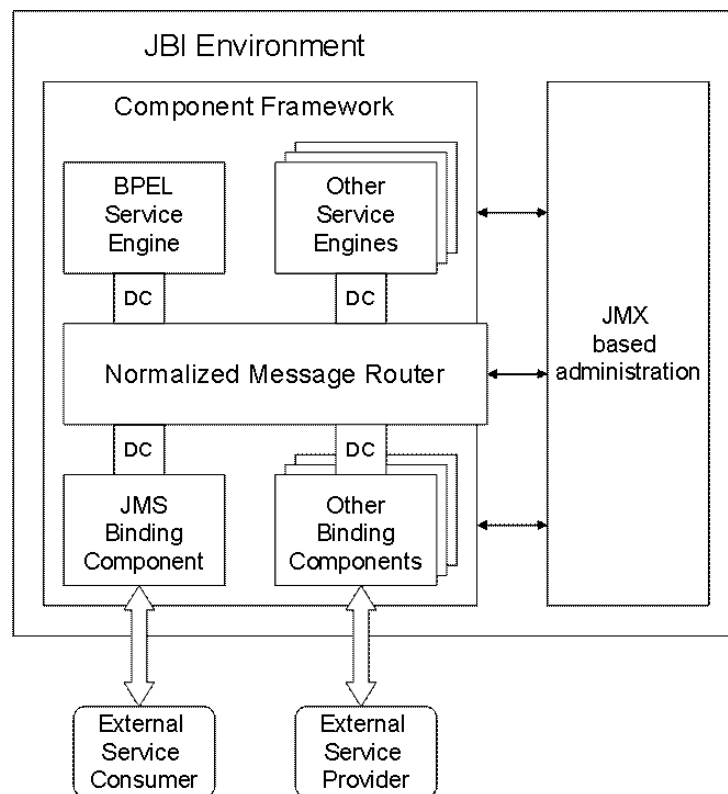 JBI Environment
Component Framework
BPEL
Service
Engine
Other
Service
Engines
DC
DC
Normalized Message Router
JMX
based
administration
DC
DC
JMS
Binding
Component
Other
Binding
Components
External
Service
Consumer
External
Service
Provider